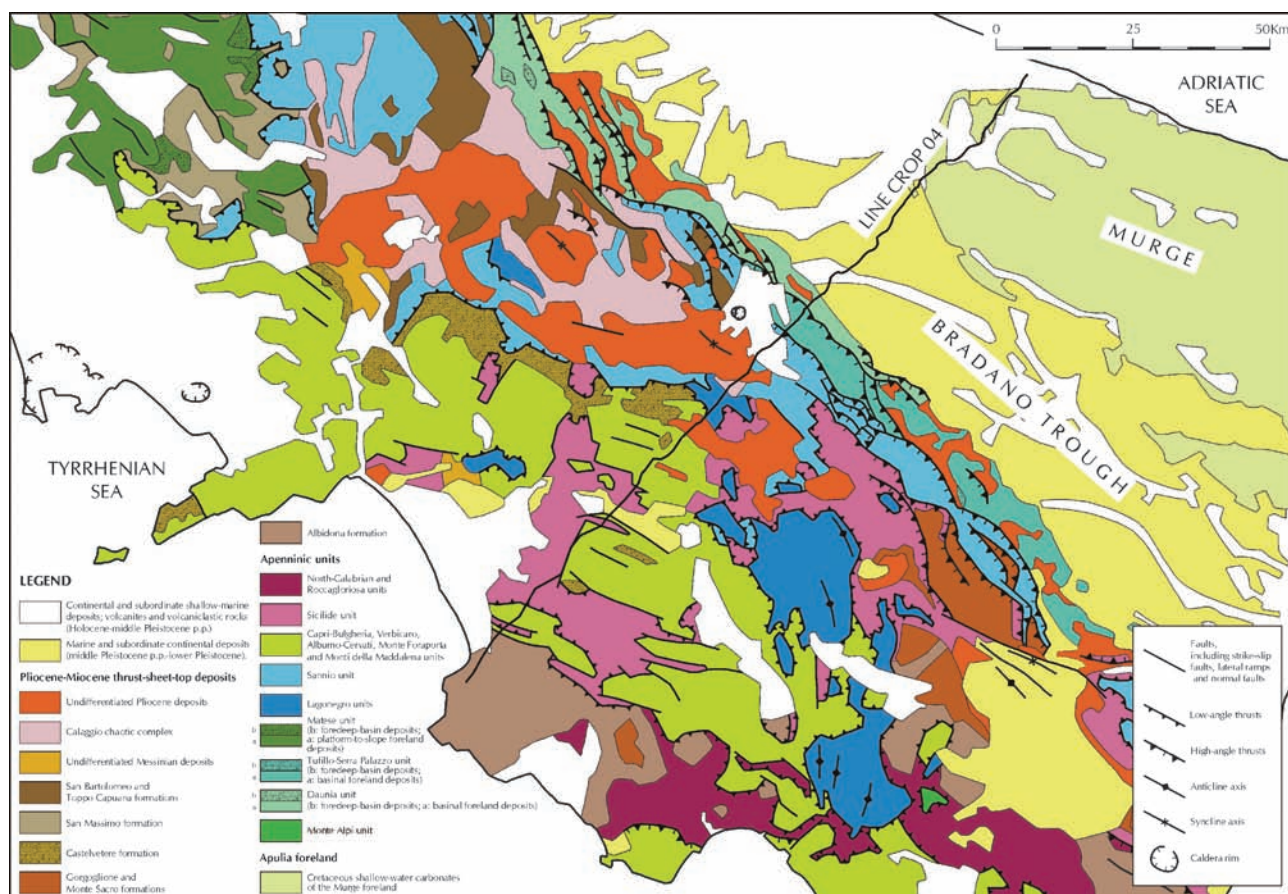 0 25 50Km
ADRIATIC
SEA
LINE CROP 04
MURGE
BRADANO TROUGH
TYRRHENIAN
SEA
LEGEND
Continental and subordinate shallow-marine
deposits; volcanites and volcaniclastic rocks
(Holocene-middle Pleistocene p.p.)
Marine and subordinate continental deposits
(middle Pleistocene p.p.-lower Pleistocene).
Pliocene-Miocene thrust-sheet-top deposits
Undifferentiated Pliocene deposits
Calaggio chaotic complex
Undifferentiated Messinian deposits
San Bartolomeo and
Toppo Capuana formations
San Massimo formation
Castelvetere formation
Gorgoglione and
Monte Sacro formations
Albidona formation
Apenninic units
North-Calabrian and
Roccagloriosa units
Sicilide unit
Capri-Bulgheria, Verbicaro,
Alburno-Cervati, Monte Foraporta
and Monti della Maddalena units
Sannio unit
Lagonegro units
Matese unit
b (b: foredeep-basin deposits;
a a: platform-to-slope foreland
deposits)
Tufillo-Serra Palazzo unit
b (b: foredeep-basin deposits;
a a: basinal foreland deposits)
b Daunia unit
a (b: foredeep-basin deposits; a: basinal foreland deposits)
Monte Alpi unit
Apulia foreland
Cretaceous shallow-water carbonates
of the Murge foreland
Faults,
including strike-slip
faults, lateral ramps
and normal faults
Low-angle thrusts
High-angle thrusts
Anticline axis
Syncline axis
Caldera rim